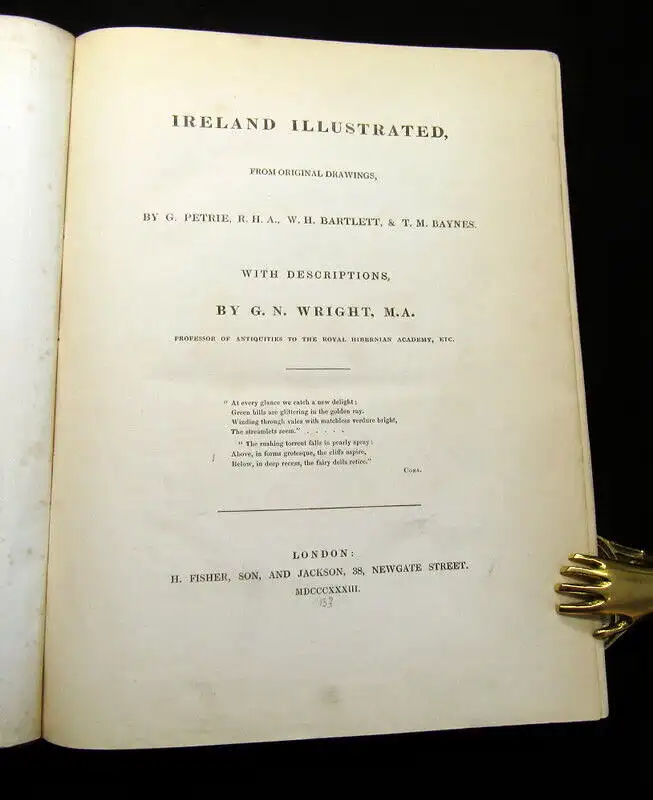 IRELAND ILLUSTRATED,
FROM ORIGINAL DRAWINGS,
BY G. PETRIE, R. H. A., W. H. BARTLETT, & T. M. BAYNES.
WITH DESCRIPTIONS,
BY G. N. WRIGHT, M.A.
PROFESSOR OF ANTIQUITIES TO THE ROYAL HIBERNIAN ACADEMY, ETC.
" At every glance we catch a new delight;
Green hills are glittering in the golden ray.
Winding through vales with matchless verdure bright,
The streamlets seem." . . . . .
" The rushing torrent falls in pearly spray:
Above, in forms grotesque, the cliffs aspire,
Below, in deep recess, the fairy dells retire."
LONDON:
H. FISHER, SON, AND JACKSON, 38, NEWGATE STREET.
MDCCCXXXIII.